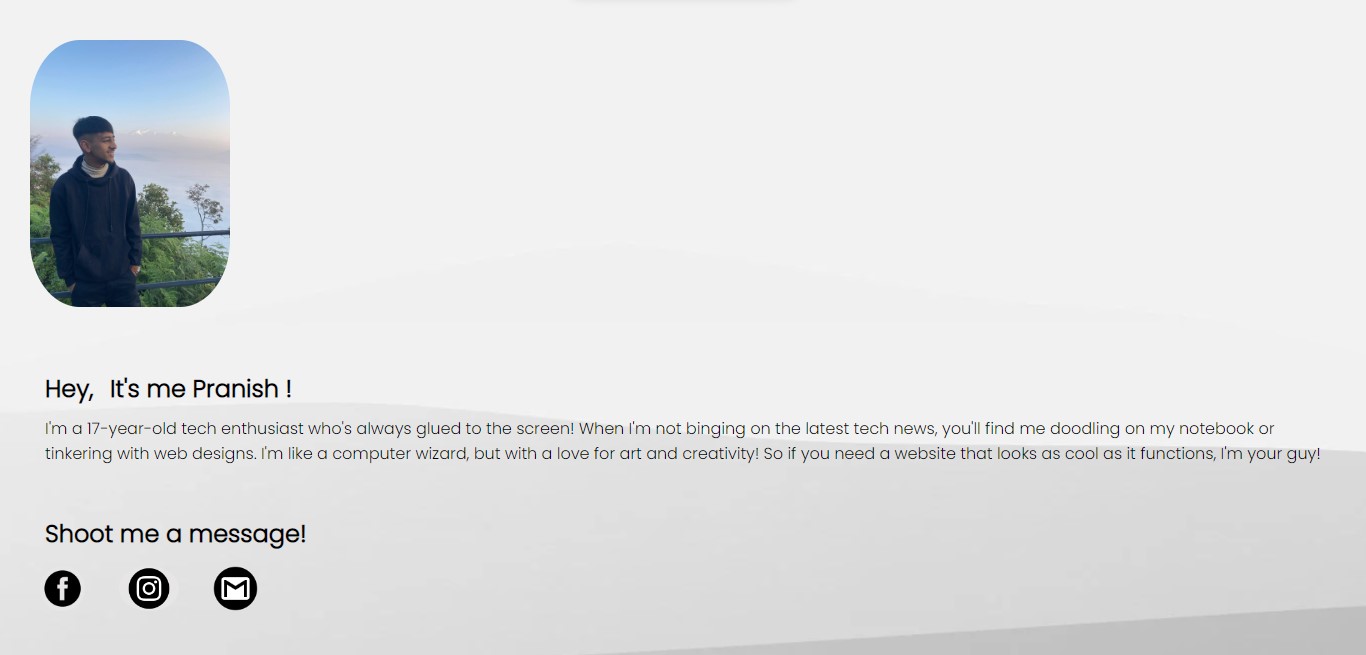 Hey, It's me Pranish !
I'm a 17-year-old tech enthusiast who's always glued to the screen! When I'm not binging on the latest tech news, you'll find me doodling on my notebook or
tinkering with web designs. I'm like a computer wizard, but with a love for art and creativity! So if you need a website that looks as cool as it functions, I'm your guy!
Shoot me a message!